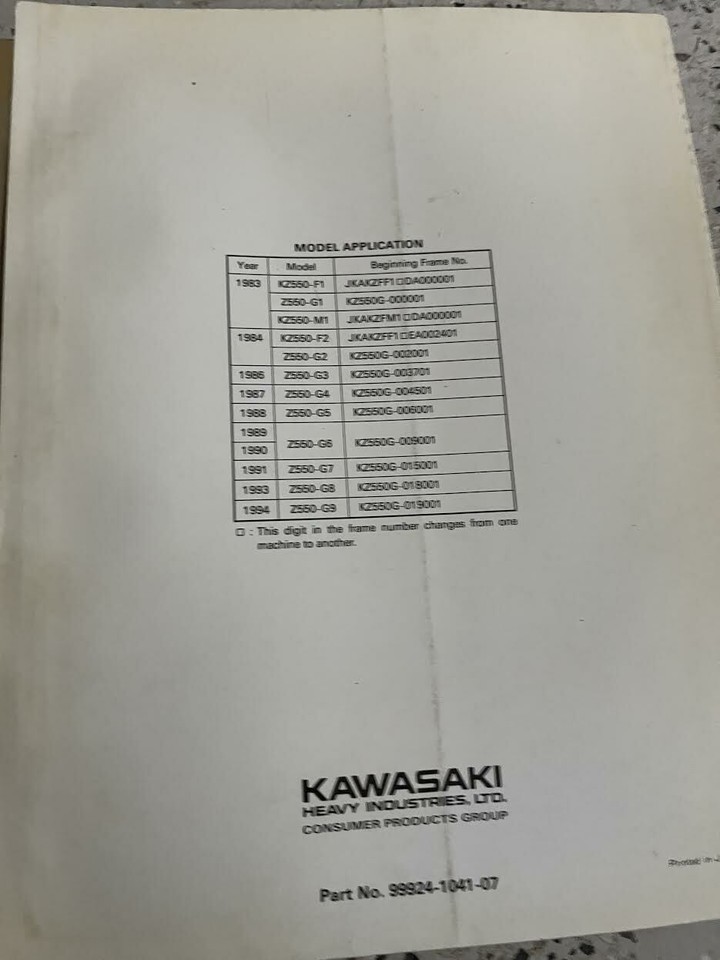 MODEL APPLICATION
Year Model Beginning Frame No.
1983 KZ550-F1 JKAKZFF1□DA000001
Z550-G1 KZ550G-000001
KZ550-M1 JKAKZFM1□DA000001
1984 KZ550-F2 JKAKZFF1□EA002401
Z550-G2 KZ550G-002001
1986 Z550-G3 KZ550G-003701
1987 Z550-G4 KZ550G-004501
1988 Z550-G5 KZ550G-006001
1989
Z550-G6 KZ550G-009001
1990
1991 Z550-G7 KZ550G-015001
1993 Z550-G8 KZ550G-018001
1994 Z550-G9 KZ550G-019001
□ : This digit in the frame number changes from one
machine to another.
KAWASAKI
HEAVY INDUSTRIES, LTD.
CONSUMER PRODUCTS GROUP
Part No. 99924-1041-07